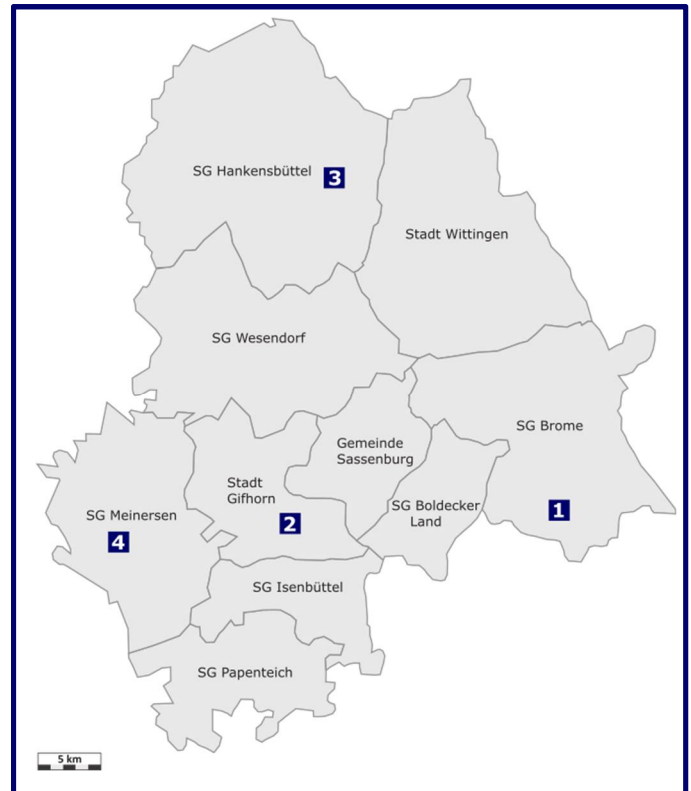 SG Hankensbüttel
3
Stadt Wittingen
SG Wesendorf
SG Brome
1
Gemeinde
Sassenburg
Stadt
Gifhorn
2
SG Boldecker
Land
SG Meinersen
4
SG Isenbüttel
SG Papenteich
5 km